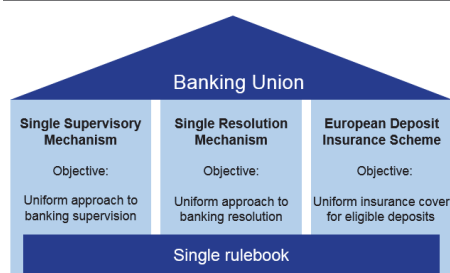 Banking Union
Single Supervisory
Mechanism
Objective:
Uniform approach to
banking supervision
Single Resolution
Mechanism
Objective:
Uniform approach to
banking resolution
European Deposit
Insurance Scheme
Objective:
Uniform insurance cover
for eligible deposits
Single rulebook